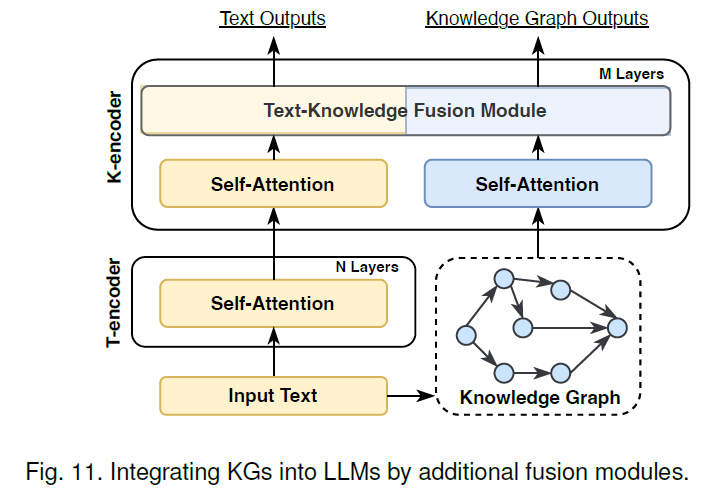 Text Outputs
Knowledge Graph Outputs
M Layers
K-encoder
Text-Knowledge Fusion Module
Self-Attention
Self-Attention
T-encoder
N Layers
Self-Attention
Input Text
Knowledge Graph
Fig. 11. Integrating KGs into LLMs by additional fusion modules.